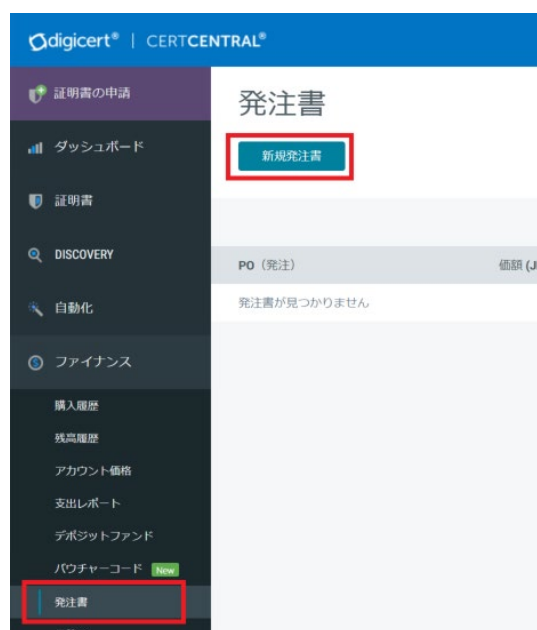 digicert® | CERTCENTRAL®
証明書の申請
発注書
ダッシュボード
新規発注書
証明書
DISCOVERY
PO（発注）
価額 (J
自動化
発注書が見つかりません
ファイナンス
購入履歴
残高履歴
アカウント価格
支出レポート
デポジットファンド
バウチャーコード New
発注書